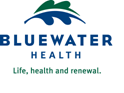 BLUEWATER
HEALTH
Life, health and renewal.